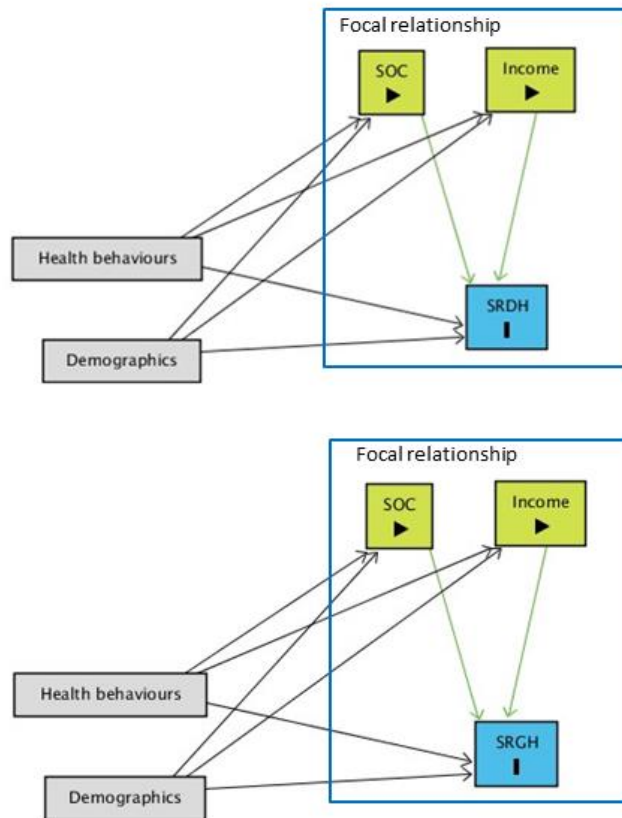 Focal relationship
SOC
Income
Health behaviours
SRDH
Demographics
Focal relationship
SOC
Income
Health behaviours
SRGH
Demographics